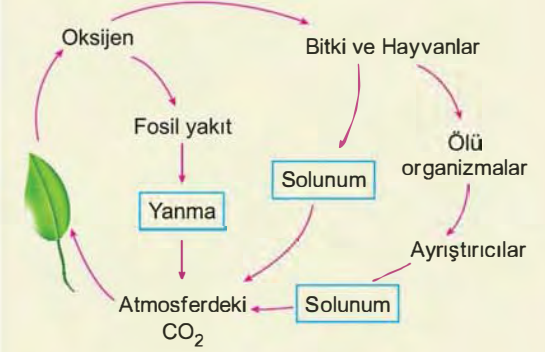 Oksijen
Bitki ve Hayvanlar
Fosil yakıt
Ölü
organizmalar
Solunum
Yanma
Ayrıştırıcılar
Atmosferdeki
CO₂
Solunum